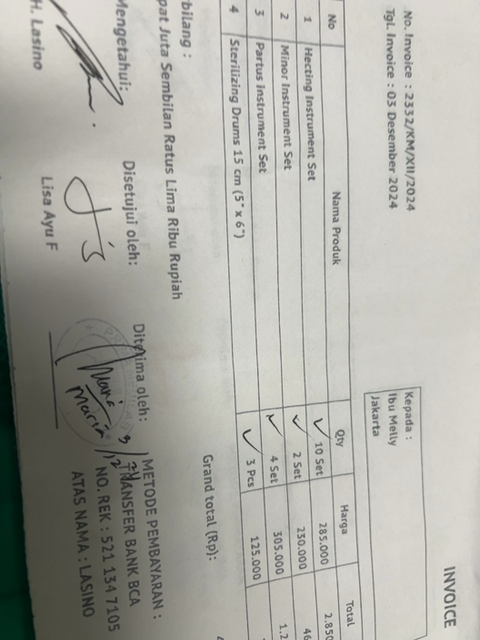 INVOICE
No. Invoice : 2332/KM/XII/2024
Tgl. Invoice : 03 Desember 2024
Kepada :
Ibu Melly
Jakarta
No Nama Produk Qty Harga Total
1 Hecting Instrument Set 10 Set 285.000 2.850
2 Minor Instrument Set 2 Set 230.000 46
3 Partus Instrument Set 4 Set 305.000 1.2
4 Sterilizing Drums 15 cm (5" x 6") 3 Pcs 125.000
Grand total (Rp):
bilang :
pat Juta Sembilan Ratus Lima Ribu Rupiah
Mengetahui: Disetujui oleh: Diterima oleh:
METODE PEMBAYARAN :
TRANSFER BANK BCA
NO. REK : 521 134 7105
ATAS NAMA : LASINO
Maria
H. Lasino Lisa Ayu F